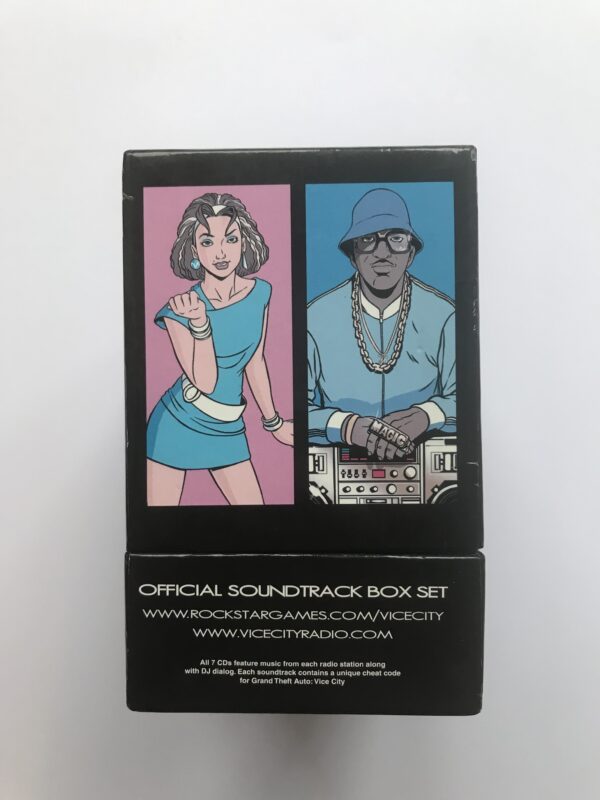 MAGIC
OFFICIAL SOUNDTRACK BOX SET
WWW.ROCKSTARGAMES.COM/VICECITY
WWW.VICECITYRADIO.COM
All 7 CDs feature music from each radio station along
with DJ dialog. Each soundtrack contains a unique cheat code
for Grand Theft Auto: Vice City